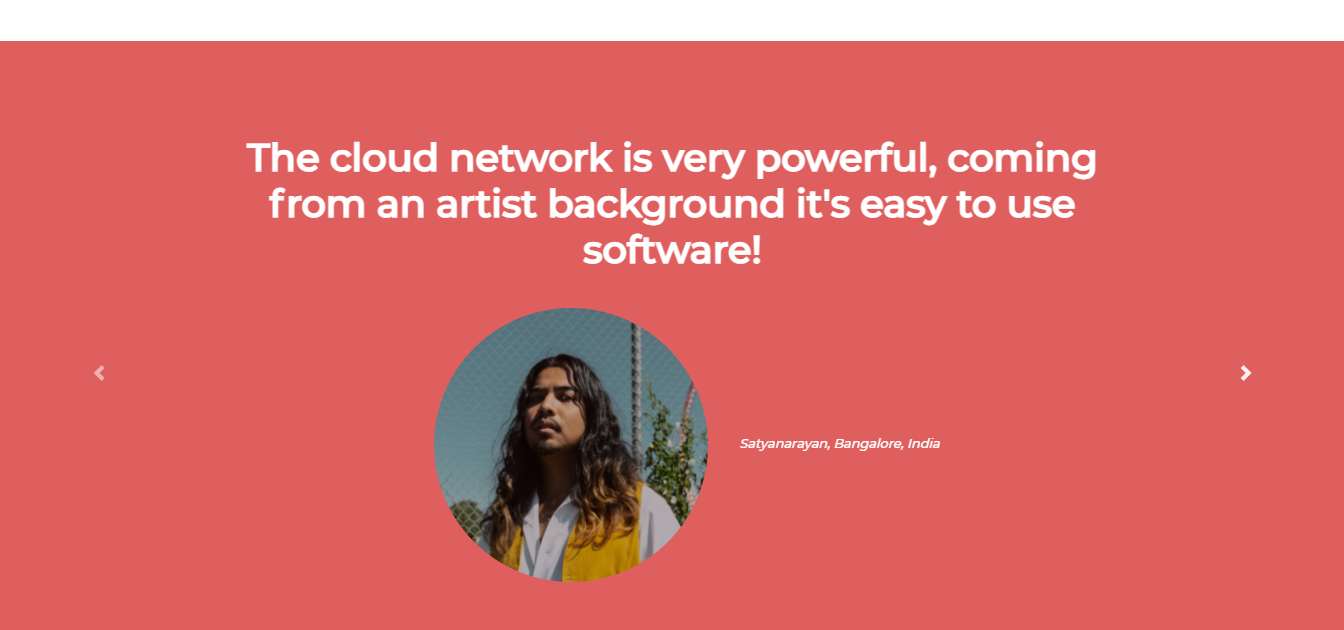 The cloud network is very powerful, coming
from an artist background it's easy to use
software!
Satyanarayan, Bangalore, India